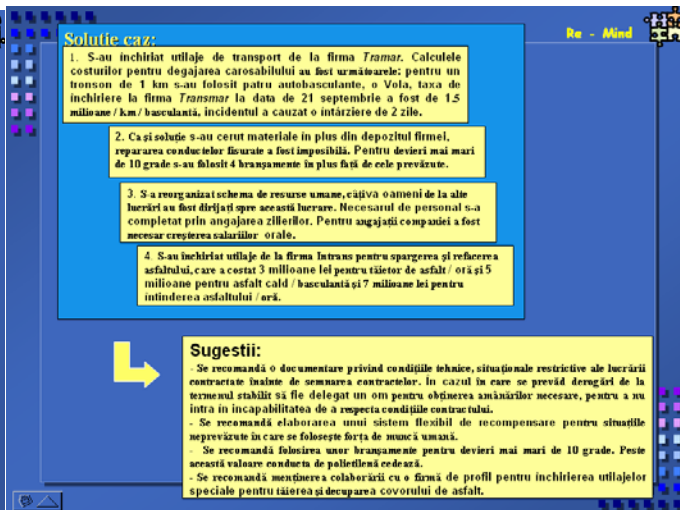 Re - Mind
Solutie caz:
1. S-au închiriat utilaje de transport de la firma Tramar. Calculele
costurilor pentru degajarea carosabilului au fost următoarele: pentru un
tronson de 1 km s-au folosit patru autobasculante, o Vola, taxa de
închiriere la firma Transmar la data de 21 septembrie a fost de 1.5
milioane / km / basculantă, incidentul a cauzat o întârziere de 2 zile.
2. Ca și soluție s-au cerut materiale în plus din depozitul firmei,
repararea conductelor fisurate a fost imposibilă. Pentru devieri mai mari
de 10 grade s-au folosit 4 branșamente în plus față de cele prevăzute.
3. S-a reorganizat schema de resurse umane, câțiva oameni de la alte
lucrări au fost dirijați spre această lucrare. Necesarul de personal s-a
completat prin angajarea zilierilor. Pentru angajații companiei a fost
necesar creșterea salariilor orale.
4. S-au închiriat utilaje de la firma Intrans pentru spargerea și refacerea
asfaltului, care a costat 3 milioane lei pentru tăietor de asfalt / oră și 5
milioane pentru asfalt cald / basculantă și 7 milioane lei pentru
întinderea asfaltului / oră.
Sugestii:
- Se recomandă o documentare privind condițiile tehnice, situaționale restrictive ale lucrării
contractate înainte de semnarea contractelor. În cazul în care se prevăd derogări de la
termenul stabilit să fie delegat un om pentru obținerea amânărilor necesare, pentru a nu
intra în incapabilitatea de a respecta condițiile contractului.
- Se recomandă elaborarea unui sistem flexibil de recompensare pentru situațiile
neprevăzute în care se folosește forța de muncă umană.
- Se recomandă folosirea unor branșamente pentru devieri mai mari de 10 grade. Peste
această valoare conducta de polietilenă cedează.
- Se recomandă menținerea colaborării cu o firmă de profil pentru închirierea utilajelor
speciale pentru tăierea și decuparea covorului de asfalt.